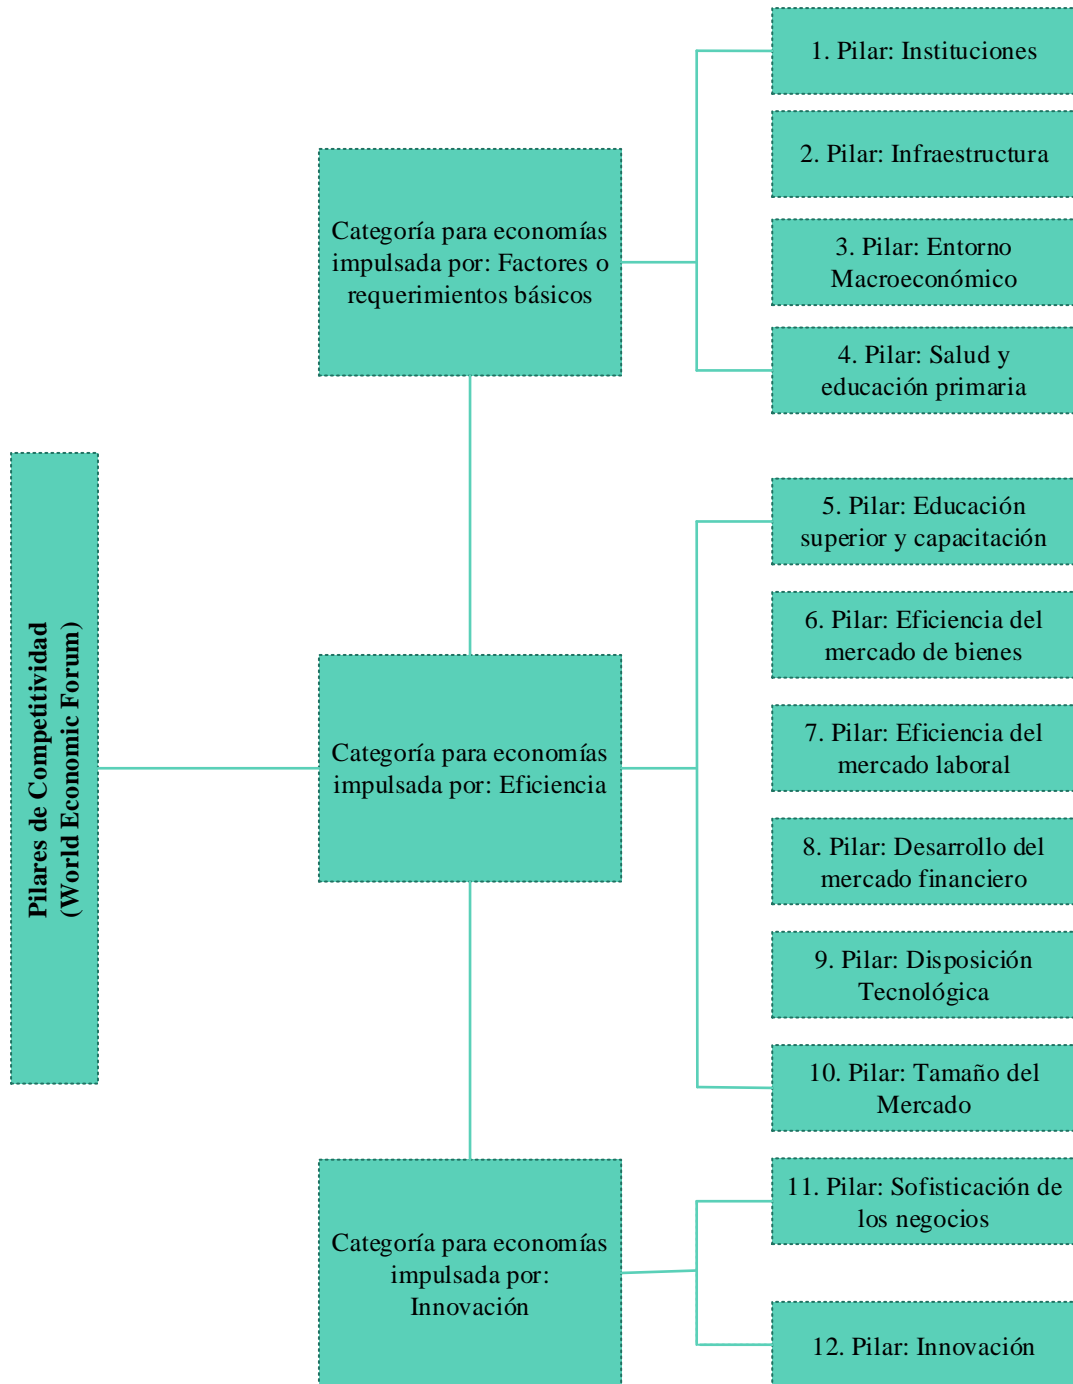 Pilares de Competitividad
(World Economic Forum)
Categoría para economías
impulsada por: Factores o
requerimientos básicos
1. Pilar: Instituciones
2. Pilar: Infraestructura
3. Pilar: Entorno
Macroeconómico
4. Pilar: Salud y
educación primaria
Categoría para economías
impulsada por: Eficiencia
5. Pilar: Educación
superior y capacitación
6. Pilar: Eficiencia del
mercado de bienes
7. Pilar: Eficiencia del
mercado laboral
8. Pilar: Desarrollo del
mercado financiero
9. Pilar: Disposición
Tecnológica
10. Pilar: Tamaño del
Mercado
Categoría para economías
impulsada por:
Innovación
11. Pilar: Sofisticación de
los negocios
12. Pilar: Innovación